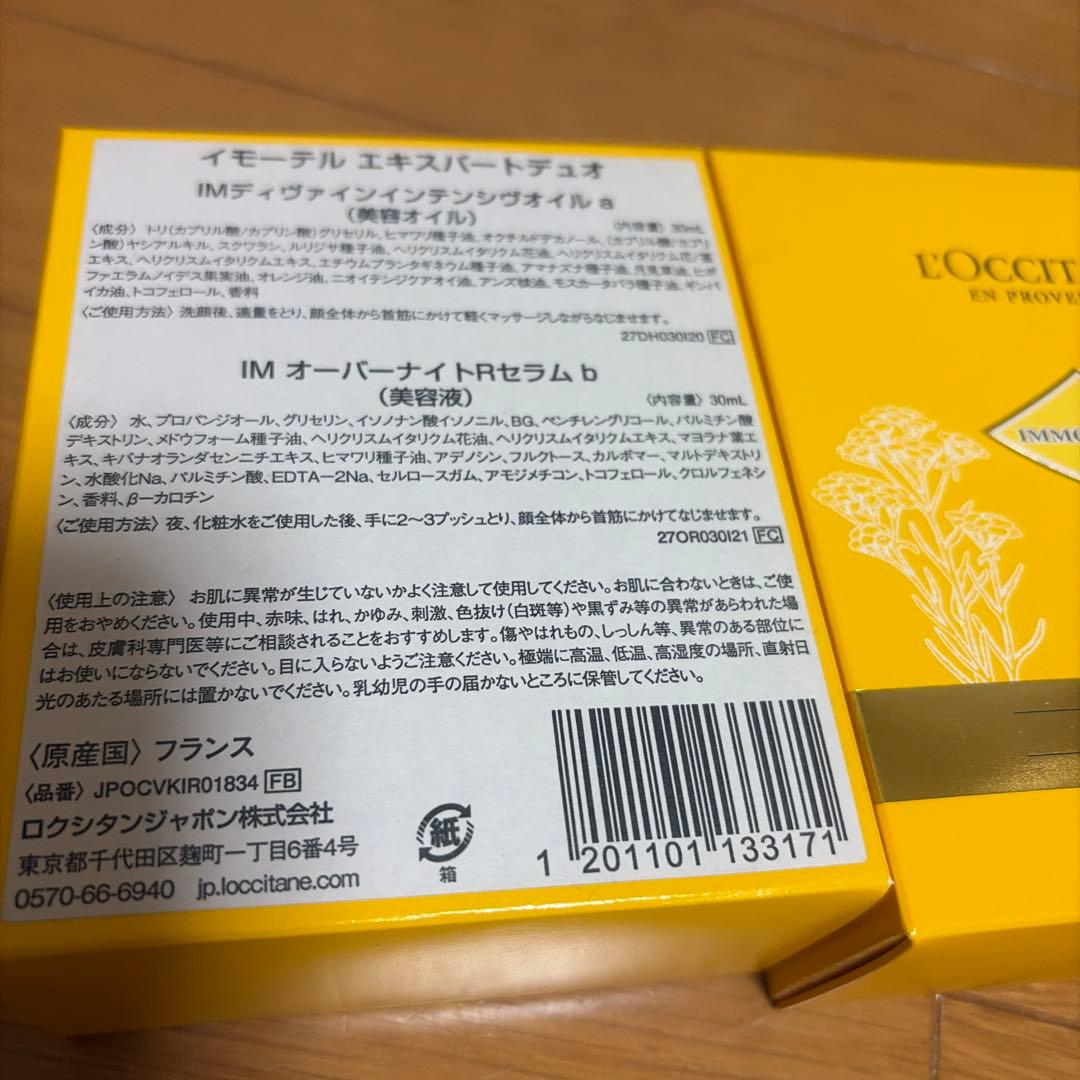 イモーテル エキスパートデュオ
IMディヴァインインテンシヴオイル a
（美容オイル）
〈内容量〉 30mL
〈成分〉トリ(カプリル酸/カプリン酸)グリセリル、ヒマワリ種子油、オクチルドデカノール、(カプリル酸/カプリ
ン酸)ヤシアルキル、スクワラン、ルリジサ種子油、ヘリクリスムイタリクム花油、ヘリクリスムイタリクム花/葉
エキス、ヘリクリスムイタリクムエキス、エチウムプランタギネウム種子油、アマナズナ種子油、月見草油、ヒポ
ファエラムノイデス果実油、オレンジ油、ニオイテンジクアオイ油、アンズ核油、モスカータバラ種子油、ギンバ
イカ油、トコフェロール、香料
〈ご使用方法〉洗顔後、適量をとり、顔全体から首筋にかけて軽くマッサージしながらなじませます。
27DH030I20 FC
IM オーバーナイトRセラム b
（美容液）
〈内容量〉 30mL
〈成分〉水、プロパンジオール、グリセリン、イソノナン酸イソノニル、BG、ペンチレングリコール、パルミチン酸
デキストリン、メドウフォーム種子油、ヘリクリスムイタリクム花油、ヘリクリスムイタリクムエキス、マヨラナ葉エ
キス、キバナオランダセンニチエキス、ヒマワリ種子油、アデノシン、フルクトース、カルボマー、マルトデキストリ
ン、水酸化Na、パルミチン酸、EDTA－2Na、セルロースガム、アモジメチコン、トコフェロール、クロルフェネシ
ン、香料、β－カロチン
〈ご使用方法〉夜、化粧水をご使用した後、手に2〜3プッシュとり、顔全体から首筋にかけてなじませます。
27OR030I21 FC
〈使用上の注意〉 お肌に異常が生じていないかよく注意して使用してください。お肌に合わないときは、ご使
用をおやめください。使用中、赤味、はれ、かゆみ、刺激、色抜け(白斑等)や黒ずみ等の異常があらわれた場
合は、皮膚科専門医等にご相談されることをおすすめします。傷やはれもの、しっしん等、異常のある部位に
はお使いにならないでください。目に入らないようご注意ください。極端に高温、低温、高湿度の場所、直射日
光のあたる場所には置かないでください。乳幼児の手の届かないところに保管してください。
〈原産国〉フランス
〈品番〉 JPOCVKIR01834 FB
ロクシタンジャポン株式会社
東京都千代田区麹町一丁目6番4号
0570-66-6940 jp.loccitane.com
紙
箱
1 201101 133171
L'OCCIT
EN PROVE
IMMO